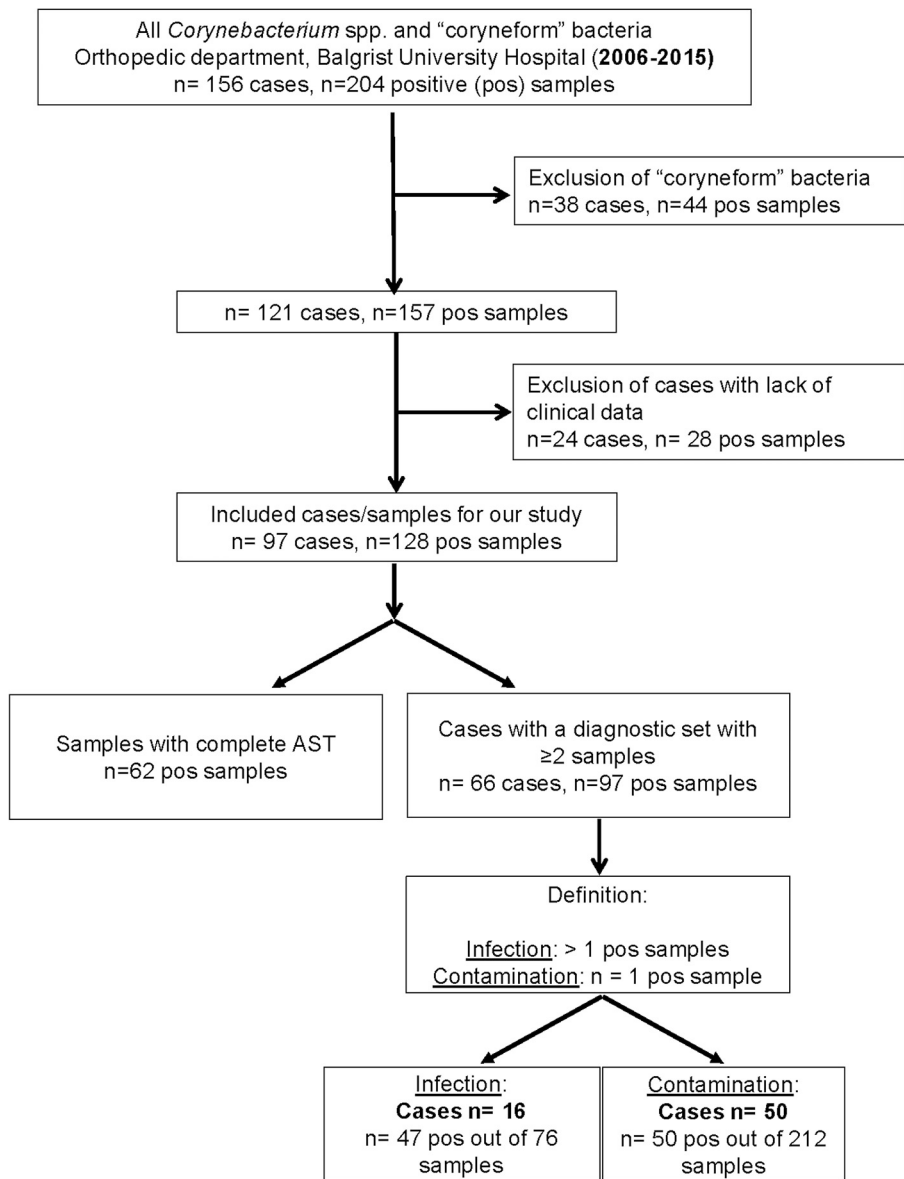 All Corynebacterium spp. and “coryneform” bacteria
Orthopedic department, Balgrist University Hospital (2006-2015)
n= 156 cases, n=204 positive (pos) samples
Exclusion of “coryneform” bacteria
n=38 cases, n=44 pos samples
n= 121 cases, n=157 pos samples
Exclusion of cases with lack of
clinical data
n=24 cases, n= 28 pos samples
Included cases/samples for our study
n= 97 cases, n=128 pos samples
Samples with complete AST
n=62 pos samples
Cases with a diagnostic set with
≥2 samples
n= 66 cases, n=97 pos samples
Definition:
Infection: > 1 pos samples
Contamination: n = 1 pos sample
Infection:
Cases n= 16
n= 47 pos out of 76
samples
Contamination:
Cases n= 50
n= 50 pos out of 212
samples